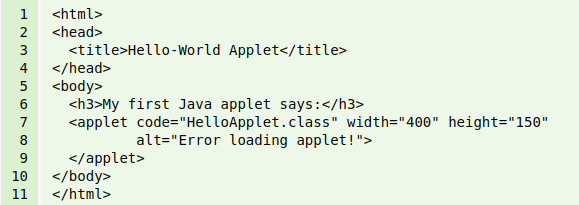 1 <html>
2 <head>
3   <title>Hello-World Applet</title>
4 </head>
5 <body>
6   <h3>My first Java applet says:</h3>
7   <applet code="HelloApplet.class" width="400" height="150"
8           alt="Error loading applet!">
9   </applet>
10 </body>
11 </html>